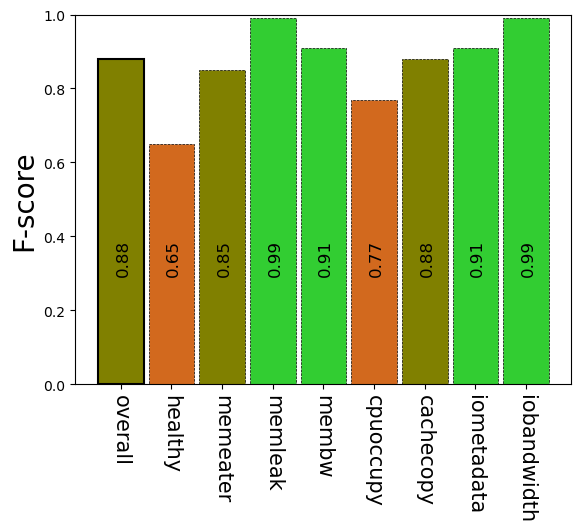 F-score
1.0
0.8
0.6
0.4
0.2
0.0
0.88
0.65
0.85
0.99
0.91
0.77
0.88
0.91
0.99
overall
healthy
memeater
memleak
membw
cpuoccupy
cachecopy
iometadata
iobandwidth